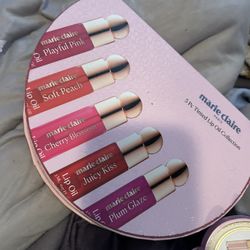 marie claire
Playful Pink
Lip Oil
marie claire
Soft Peach
Lip Oil
marie claire
Cherry Blossom
Lip Oil
marie claire
Juicy Kiss
Lip Oil
marie claire
Plum Glaze
marie claire
5 Pc Tinted Lip Oil Collection